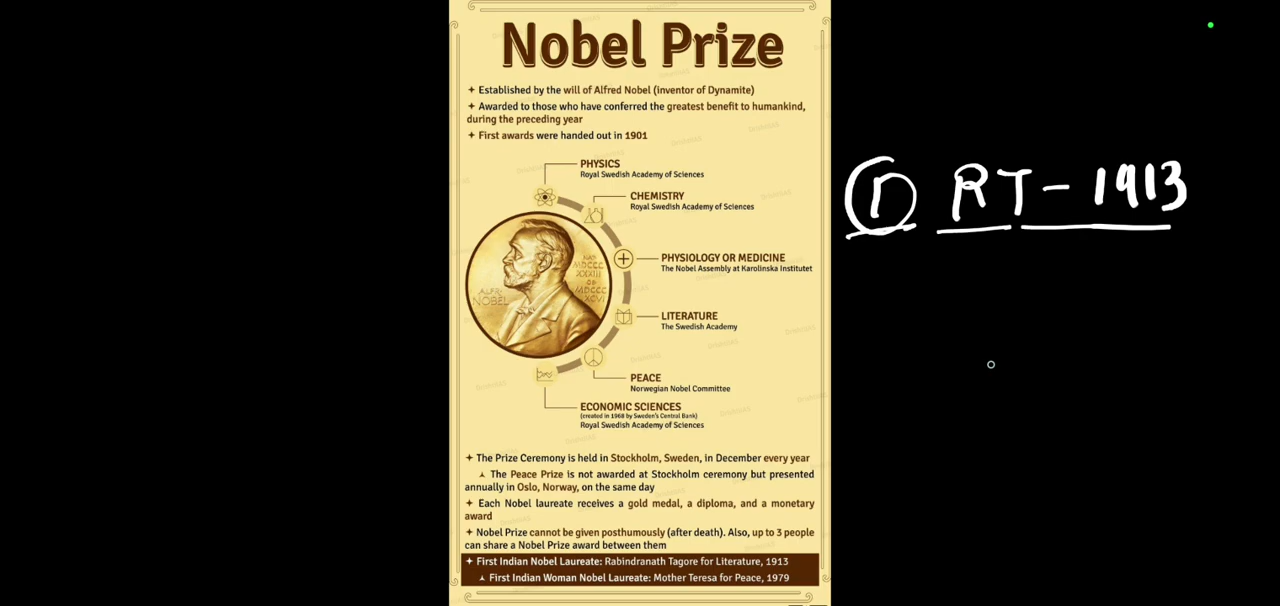 Nobel Prize
Established by the will of Alfred Nobel (inventor of Dynamite)
Awarded to those who have conferred the greatest benefit to humankind,
during the preceding year
First awards were handed out in 1901
PHYSICS
Royal Swedish Academy of Sciences
CHEMISTRY
Royal Swedish Academy of Sciences
PHYSIOLOGY OR MEDICINE
The Nobel Assembly at Karolinska Institutet
LITERATURE
The Swedish Academy
PEACE
Norwegian Nobel Committee
ECONOMIC SCIENCES
(created in 1968 by Sweden's Central Bank)
Royal Swedish Academy of Sciences
ALFR
NOBEL
The Prize Ceremony is held in Stockholm, Sweden, in December every year
The Peace Prize is not awarded at Stockholm ceremony but presented
annually in Oslo, Norway, on the same day
Each Nobel laureate receives a gold medal, a diploma, and a monetary
award
Nobel Prize cannot be given posthumously (after death). Also, up to 3 people
can share a Nobel Prize award between them
First Indian Nobel Laureate: Rabindranath Tagore for Literature, 1913
First Indian Woman Nobel Laureate: Mother Teresa for Peace, 1979
RT - 1913